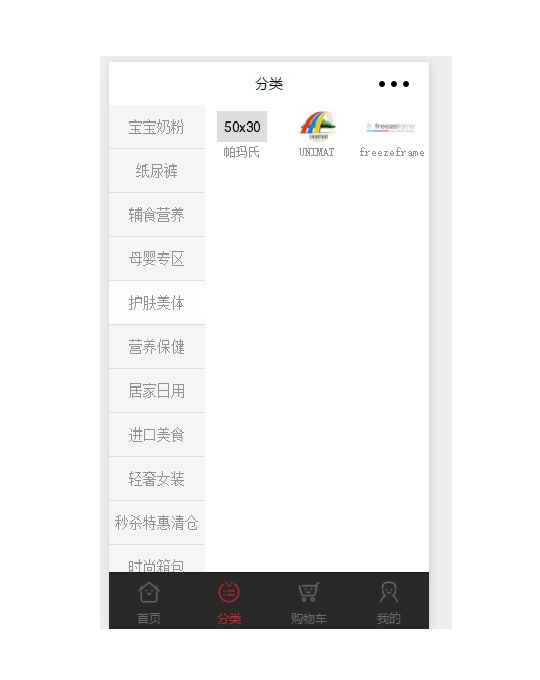 分类
宝宝奶粉
纸尿裤
辅食营养
母婴专区
护肤美体
营养保健
居家日用
进口美食
轻奢女装
秒杀特惠清仓
时尚箱包
50x30
帕玛氏
UNIMAT
UNIMAT
freezeframe
freezeframe
首页
分类
购物车
我的